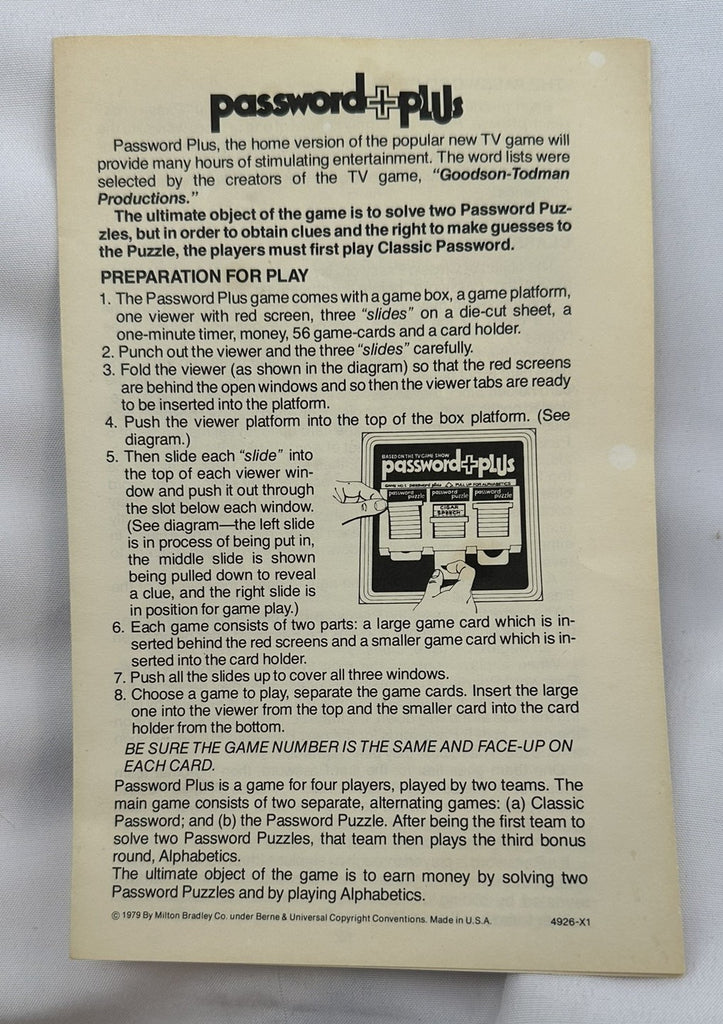 password+plus
Password Plus, the home version of the popular new TV game will
provide many hours of stimulating entertainment. The word lists were
selected by the creators of the TV game, "Goodson-Todman
Productions."
The ultimate object of the game is to solve two Password Puz-
zles, but in order to obtain clues and the right to make guesses to
the Puzzle, the players must first play Classic Password.
PREPARATION FOR PLAY
1. The Password Plus game comes with a game box, a game platform,
one viewer with red screen, three "slides" on a die-cut sheet, a
one-minute timer, money, 56 game-cards and a card holder.
2. Punch out the viewer and the three "slides" carefully.
3. Fold the viewer (as shown in the diagram) so that the red screens
are behind the open windows and so then the viewer tabs are ready
to be inserted into the platform.
4. Push the viewer platform into the top of the box platform. (See
diagram.)
5. Then slide each "slide" into
the top of each viewer win-
dow and push it out through
the slot below each window.
(See diagram—the left slide
is in process of being put in,
the middle slide is shown
being pulled down to reveal
a clue, and the right slide is
in position for game play.)
BASED ON THE TV GAME SHOW
password+plus
GAME NO. 1 password plus △ PULL UP FOR ALPHABETICS
password puzzle
password puzzle
password puzzle
CIGAR
SPEECH
6. Each game consists of two parts: a large game card which is in-
serted behind the red screens and a smaller game card which is in-
serted into the card holder.
7. Push all the slides up to cover all three windows.
8. Choose a game to play, separate the game cards. Insert the large
one into the viewer from the top and the smaller card into the card
holder from the bottom.
BE SURE THE GAME NUMBER IS THE SAME AND FACE-UP ON
EACH CARD.
Password Plus is a game for four players, played by two teams. The
main game consists of two separate, alternating games: (a) Classic
Password; and (b) the Password Puzzle. After being the first team to
solve two Password Puzzles, that team then plays the third bonus
round, Alphabetics.
The ultimate object of the game is to earn money by solving two
Password Puzzles and by playing Alphabetics.
© 1979 By Milton Bradley Co. under Berne & Universal Copyright Conventions. Made in U.S.A.
4926-X1